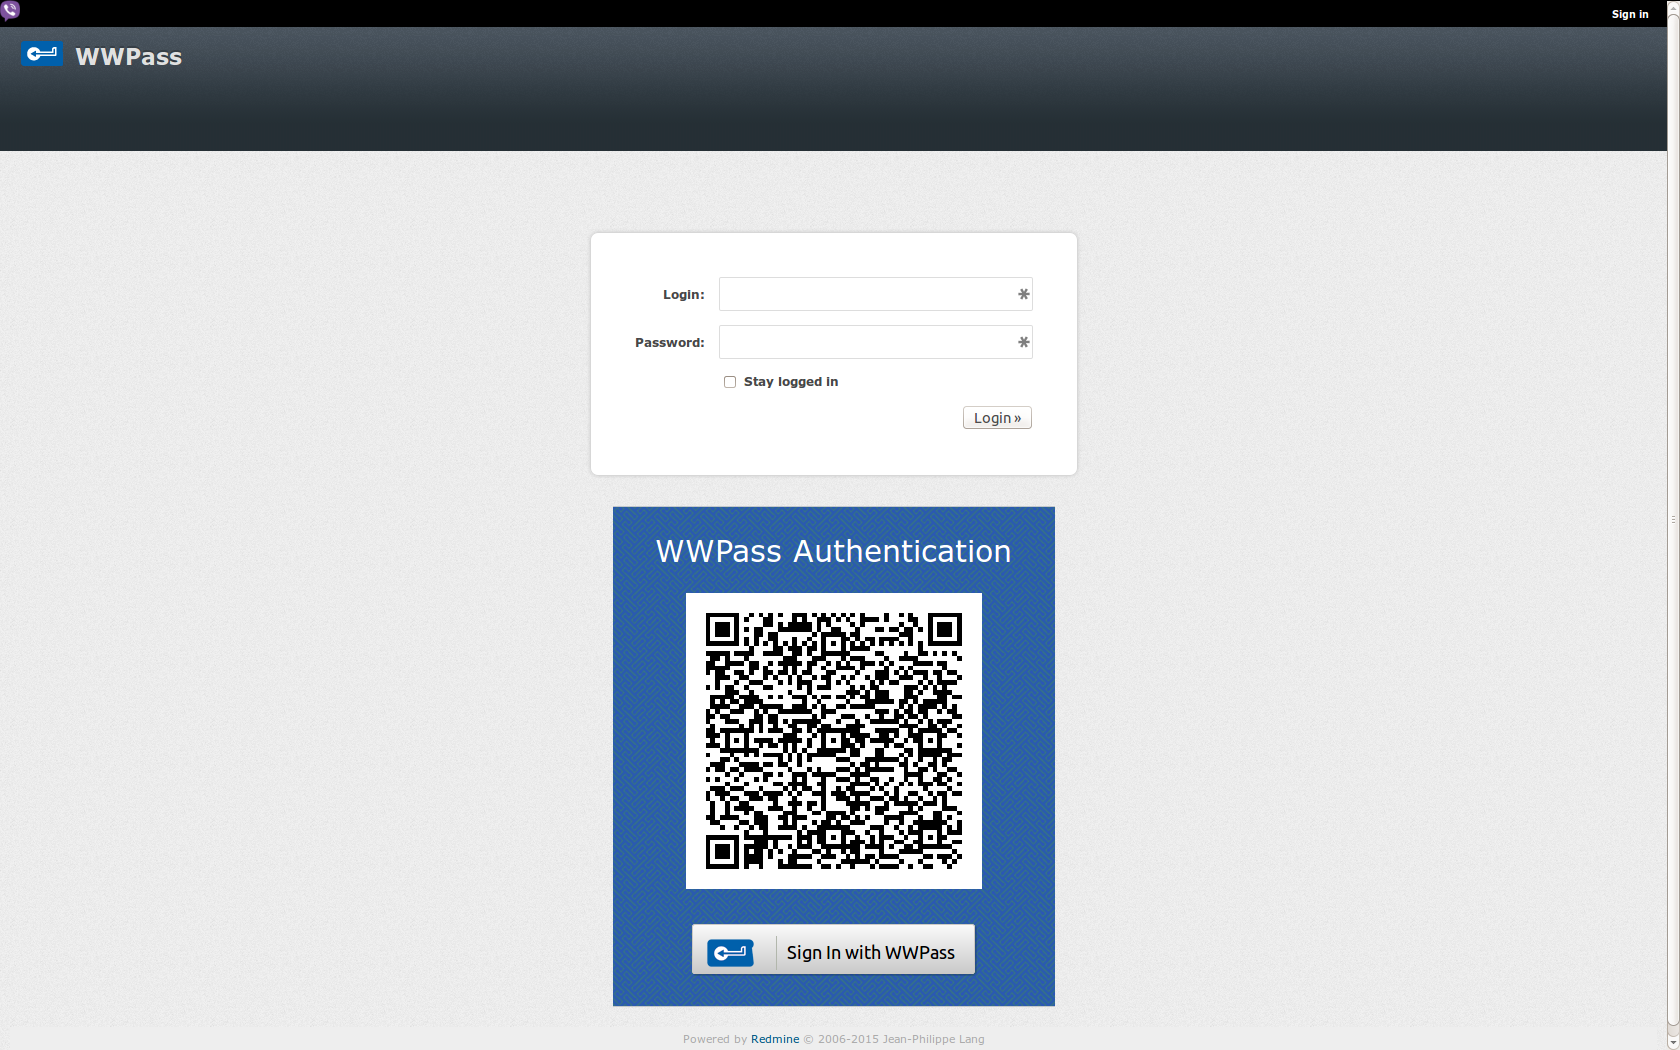 Sign in
WWPass
Login:
Password:
Stay logged in
Login »
WWPass Authentication
Sign In with WWPass
Powered by Redmine © 2006-2015 Jean-Philippe Lang